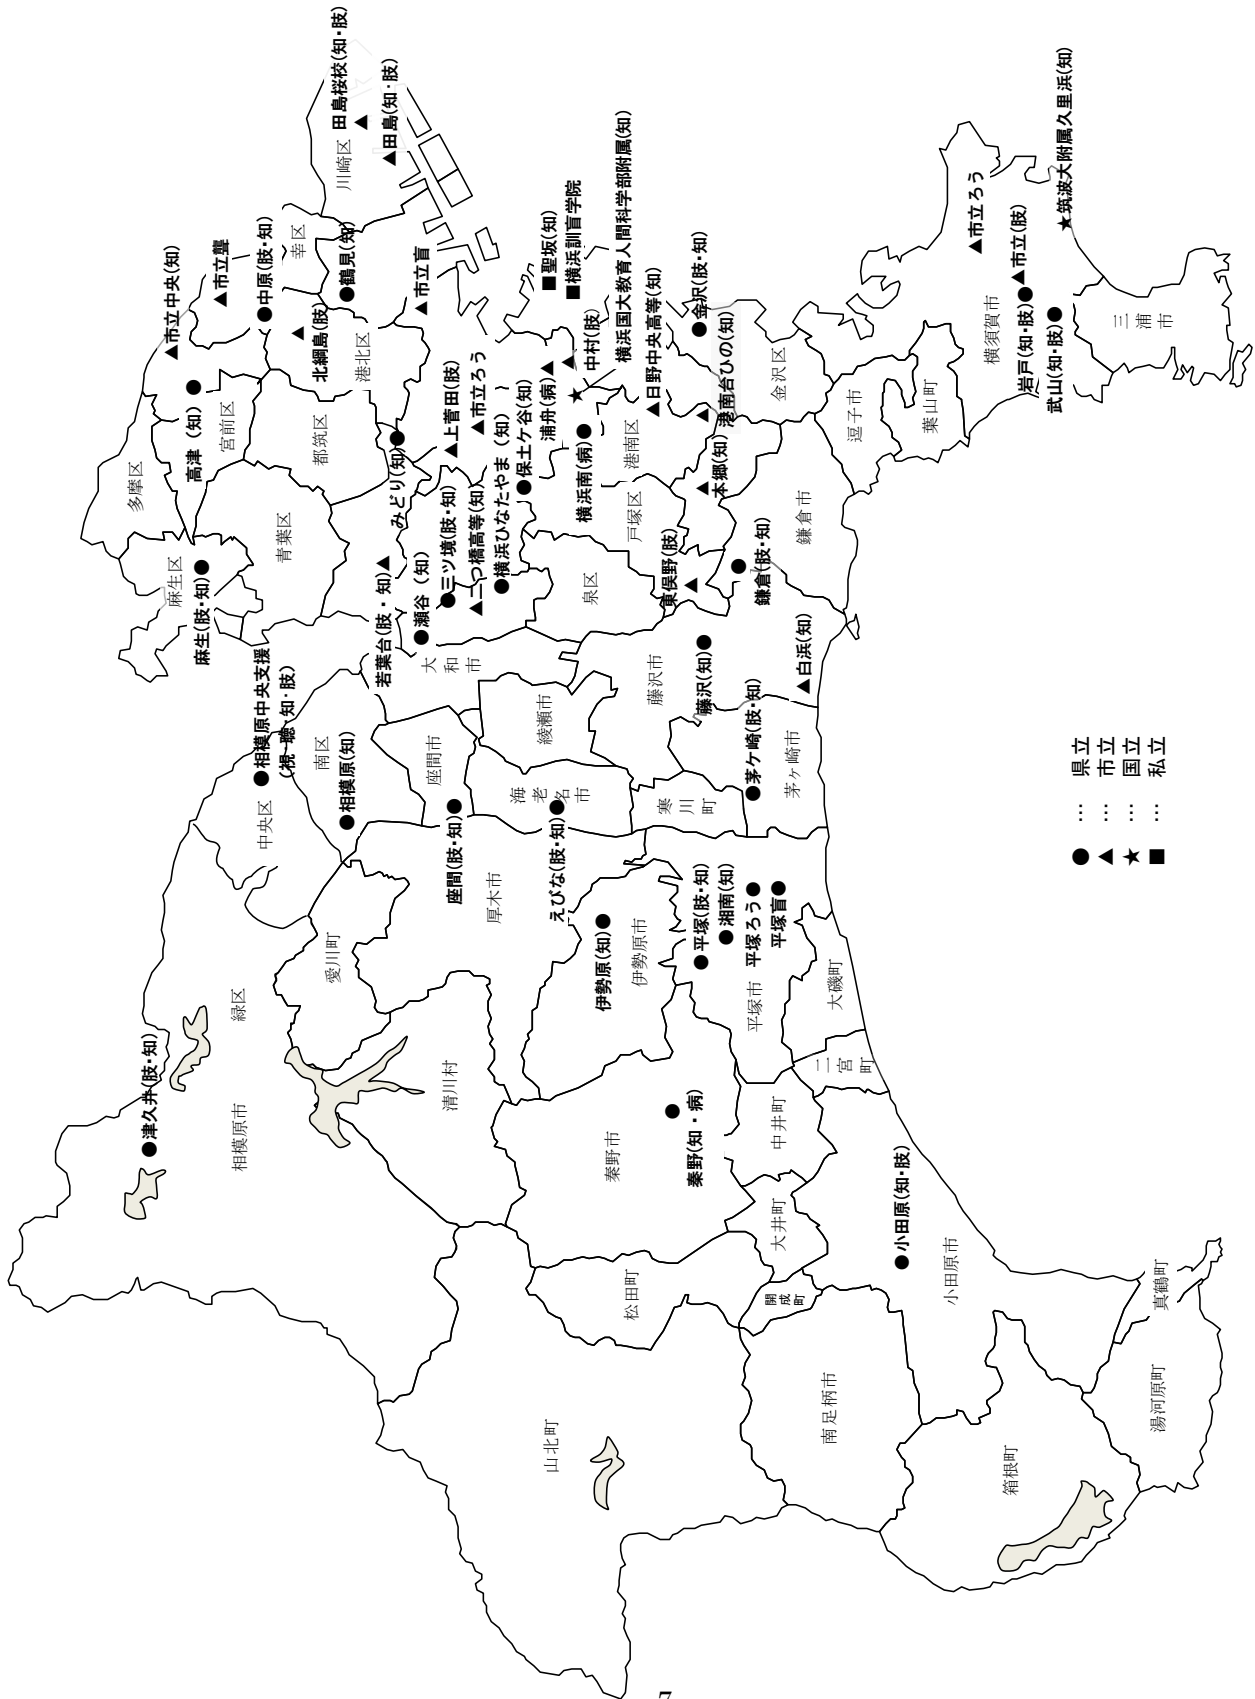 ●津久井(肢・知)
相模原市
緑区
中央区
●相模原中央支援
(視・聴・知・肢)
南区
●相模原(知)
愛川町
清川村
厚木市
座間市
座間(肢・知)●
海老名市
えびな(肢・知)●
綾瀬市
大和市
麻生区
麻生(肢・知)●
多摩区
青葉区
宮前区
高津(知)●
▲市立中央(知)
▲市立聾
●中原(肢・知)
幸区
川崎区
田島桜校(知・肢)
▲
▲田島(知・肢)
●鶴見(知)
▲
北綱島(肢)
港北区
都筑区
▲市立盲
みどり(知)●
若葉台(肢・知)▲
●瀬谷(知)
●三ツ境(肢・知)
▲二つ橋高等(知)
●横浜ひなたやま(知)
▲上菅田(肢)
▲市立ろう
●保土ケ谷(知)
浦舟(病)▲
■聖坂(知)
■横浜訓盲学院
▲
中村(肢)
★
横浜国大教育人間科学部附属(知)
横浜南(病)●
▲日野中央高等(知)
港南区
戸塚区
泉区
●金沢(肢・知)
▲
港南台ひの(知)
金沢区
▲
本郷(知)
東俣野(肢)
▲
●
鎌倉(肢・知)
鎌倉市
逗子市
葉山町
横須賀市
▲市立ろう
岩戸(知・肢)●
▲市立(肢)
武山(知・肢)●
★筑波大附属久里浜(知)
三浦市
藤沢市
藤沢(知)●
▲白浜(知)
寒川町
●茅ケ崎(肢・知)
茅ヶ崎市
伊勢原(知)●
伊勢原市
●平塚(肢・知)
●湘南(知)
平塚ろう●
平塚盲●
平塚市
大磯町
二宮町
秦野市
●
秦野(知・病)
中井町
大井町
松田町
開成町
山北町
南足柄市
●小田原(知・肢)
小田原市
箱根町
真鶴町
湯河原町
● … 県立
▲ … 市立
★ … 国立
■ … 私立